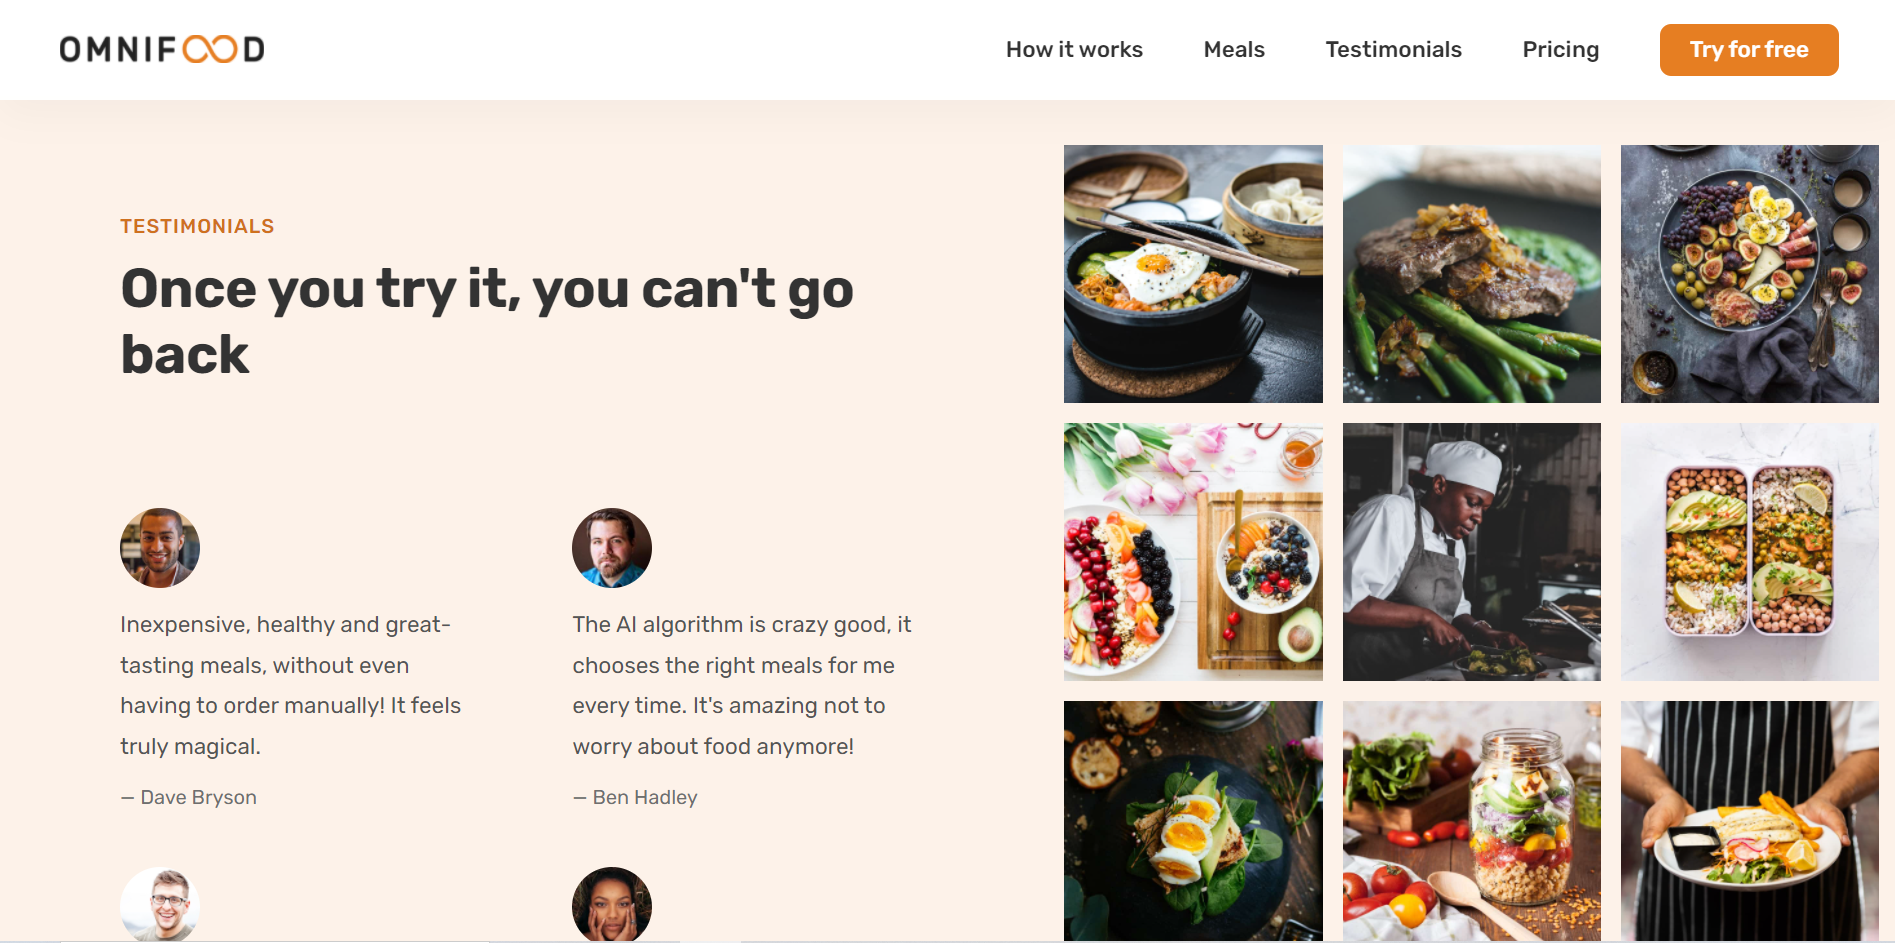 OMNIFOOD
How it works
Meals
Testimonials
Pricing
Try for free
TESTIMONIALS
Once you try it, you can't go
back
Inexpensive, healthy and great-
tasting meals, without even
having to order manually! It feels
truly magical.
— Dave Bryson
The AI algorithm is crazy good, it
chooses the right meals for me
every time. It's amazing not to
worry about food anymore!
— Ben Hadley